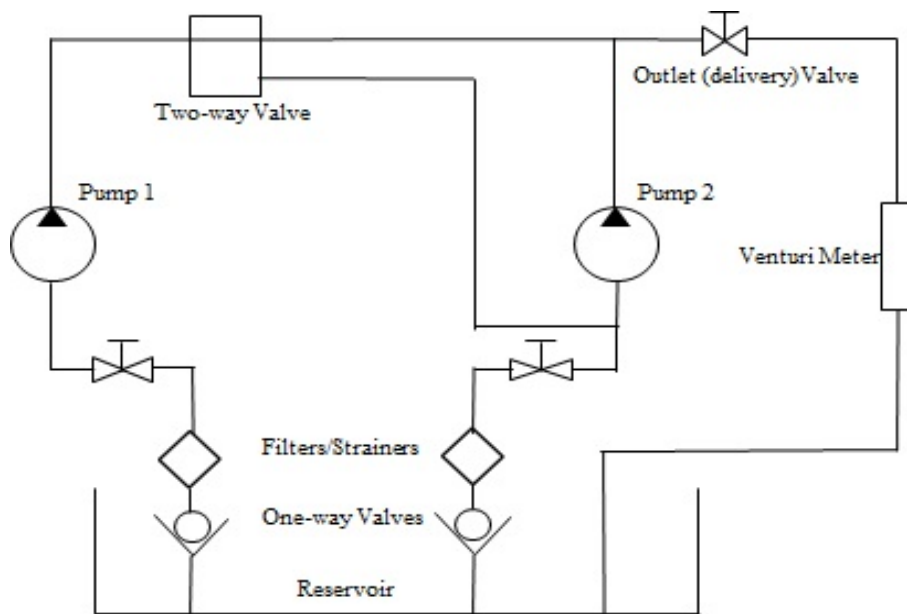 Outlet (delivery) Valve
Two-way Valve
Pump 1
Pump 2
Venturi Meter
Filters/Strainers
One-way Valves
Reservoir